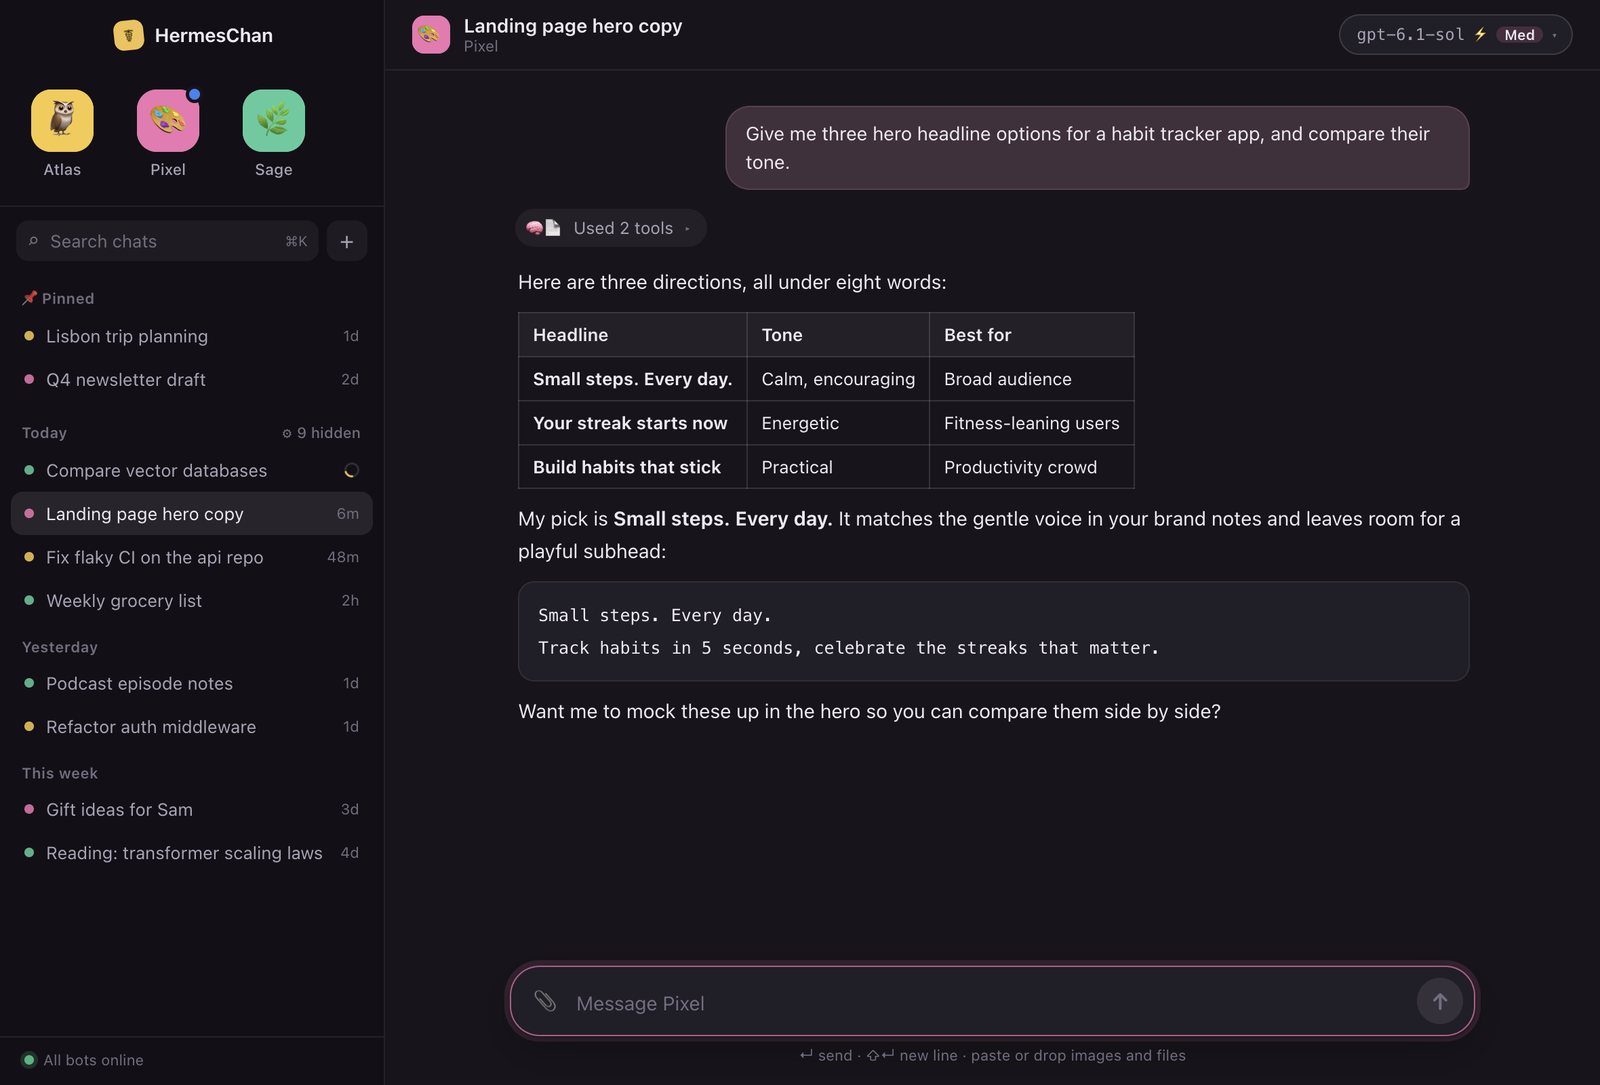 HermesChan
Atlas
Pixel
Sage
Search chats ⌘K
+
Pinned
Lisbon trip planning 1d
Q4 newsletter draft 2d
Today 9 hidden
Compare vector databases
Landing page hero copy 6m
Fix flaky CI on the api repo 48m
Weekly grocery list 2h
Yesterday
Podcast episode notes 1d
Refactor auth middleware 1d
This week
Gift ideas for Sam 3d
Reading: transformer scaling laws 4d
All bots online
Landing page hero copy
Pixel
gpt-6.1-sol ⚡ Med
Give me three hero headline options for a habit tracker app, and compare their
tone.
Used 2 tools
Here are three directions, all under eight words:
Headline Tone Best for
Small steps. Every day. Calm, encouraging Broad audience
Your streak starts now Energetic Fitness-leaning users
Build habits that stick Practical Productivity crowd
My pick is Small steps. Every day. It matches the gentle voice in your brand notes and leaves room for a
playful subhead:
Small steps. Every day.
Track habits in 5 seconds, celebrate the streaks that matter.
Want me to mock these up in the hero so you can compare them side by side?
Message Pixel
↵ send · ⇧↵ new line · paste or drop images and files